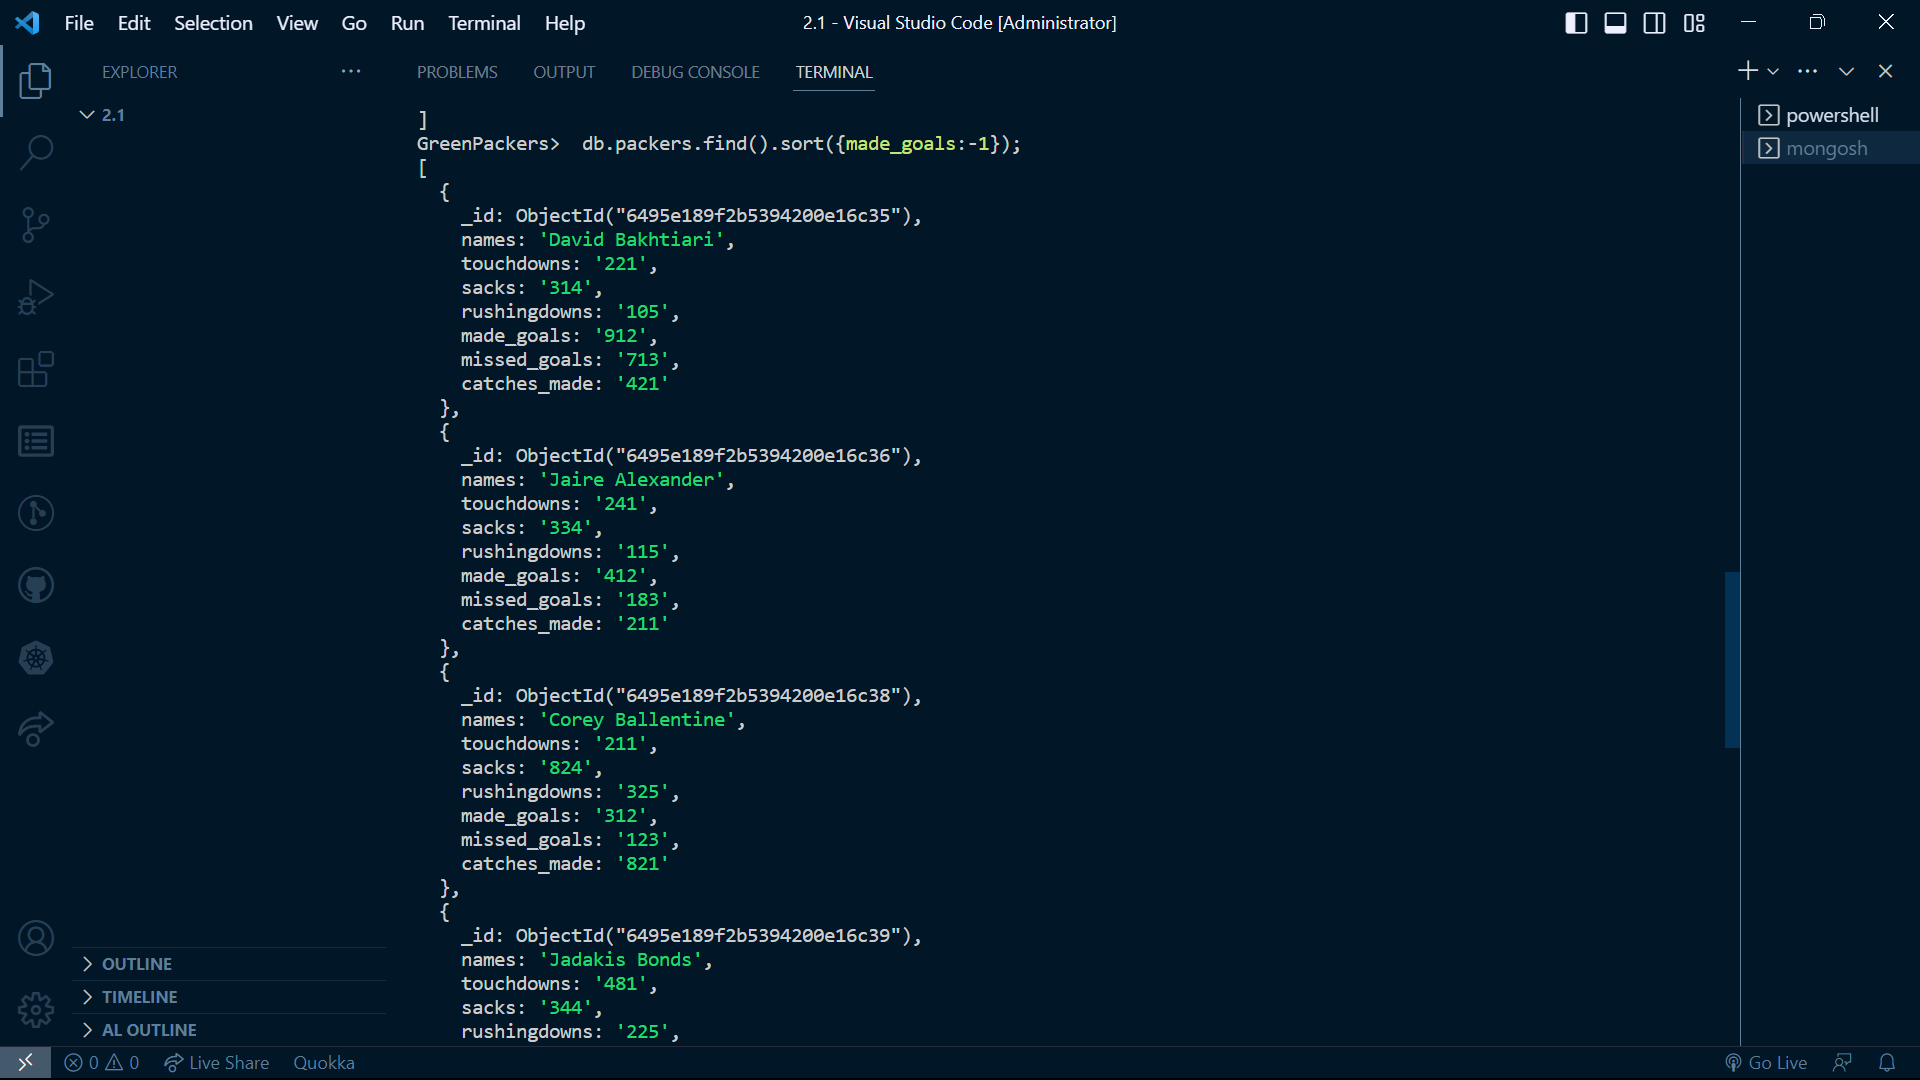 File Edit Selection View Go Run Terminal Help
2.1 - Visual Studio Code [Administrator]
EXPLORER
2.1
PROBLEMS OUTPUT DEBUG CONSOLE TERMINAL
]
GreenPackers>  db.packers.find().sort({made_goals:-1});
[
  {
    _id: ObjectId("6495e189f2b5394200e16c35"),
    names: 'David Bakhtiari',
    touchdowns: '221',
    sacks: '314',
    rushingdowns: '105',
    made_goals: '912',
    missed_goals: '713',
    catches_made: '421'
  },
  {
    _id: ObjectId("6495e189f2b5394200e16c36"),
    names: 'Jaire Alexander',
    touchdowns: '241',
    sacks: '334',
    rushingdowns: '115',
    made_goals: '412',
    missed_goals: '183',
    catches_made: '211'
  },
  {
    _id: ObjectId("6495e189f2b5394200e16c38"),
    names: 'Corey Ballentine',
    touchdowns: '211',
    sacks: '824',
    rushingdowns: '325',
    made_goals: '312',
    missed_goals: '123',
    catches_made: '821'
  },
  {
    _id: ObjectId("6495e189f2b5394200e16c39"),
    names: 'Jadakis Bonds',
    touchdowns: '481',
    sacks: '344',
    rushingdowns: '225',
powershell
mongosh
OUTLINE
TIMELINE
AL OUTLINE
0 0 Live Share Quokka
Go Live